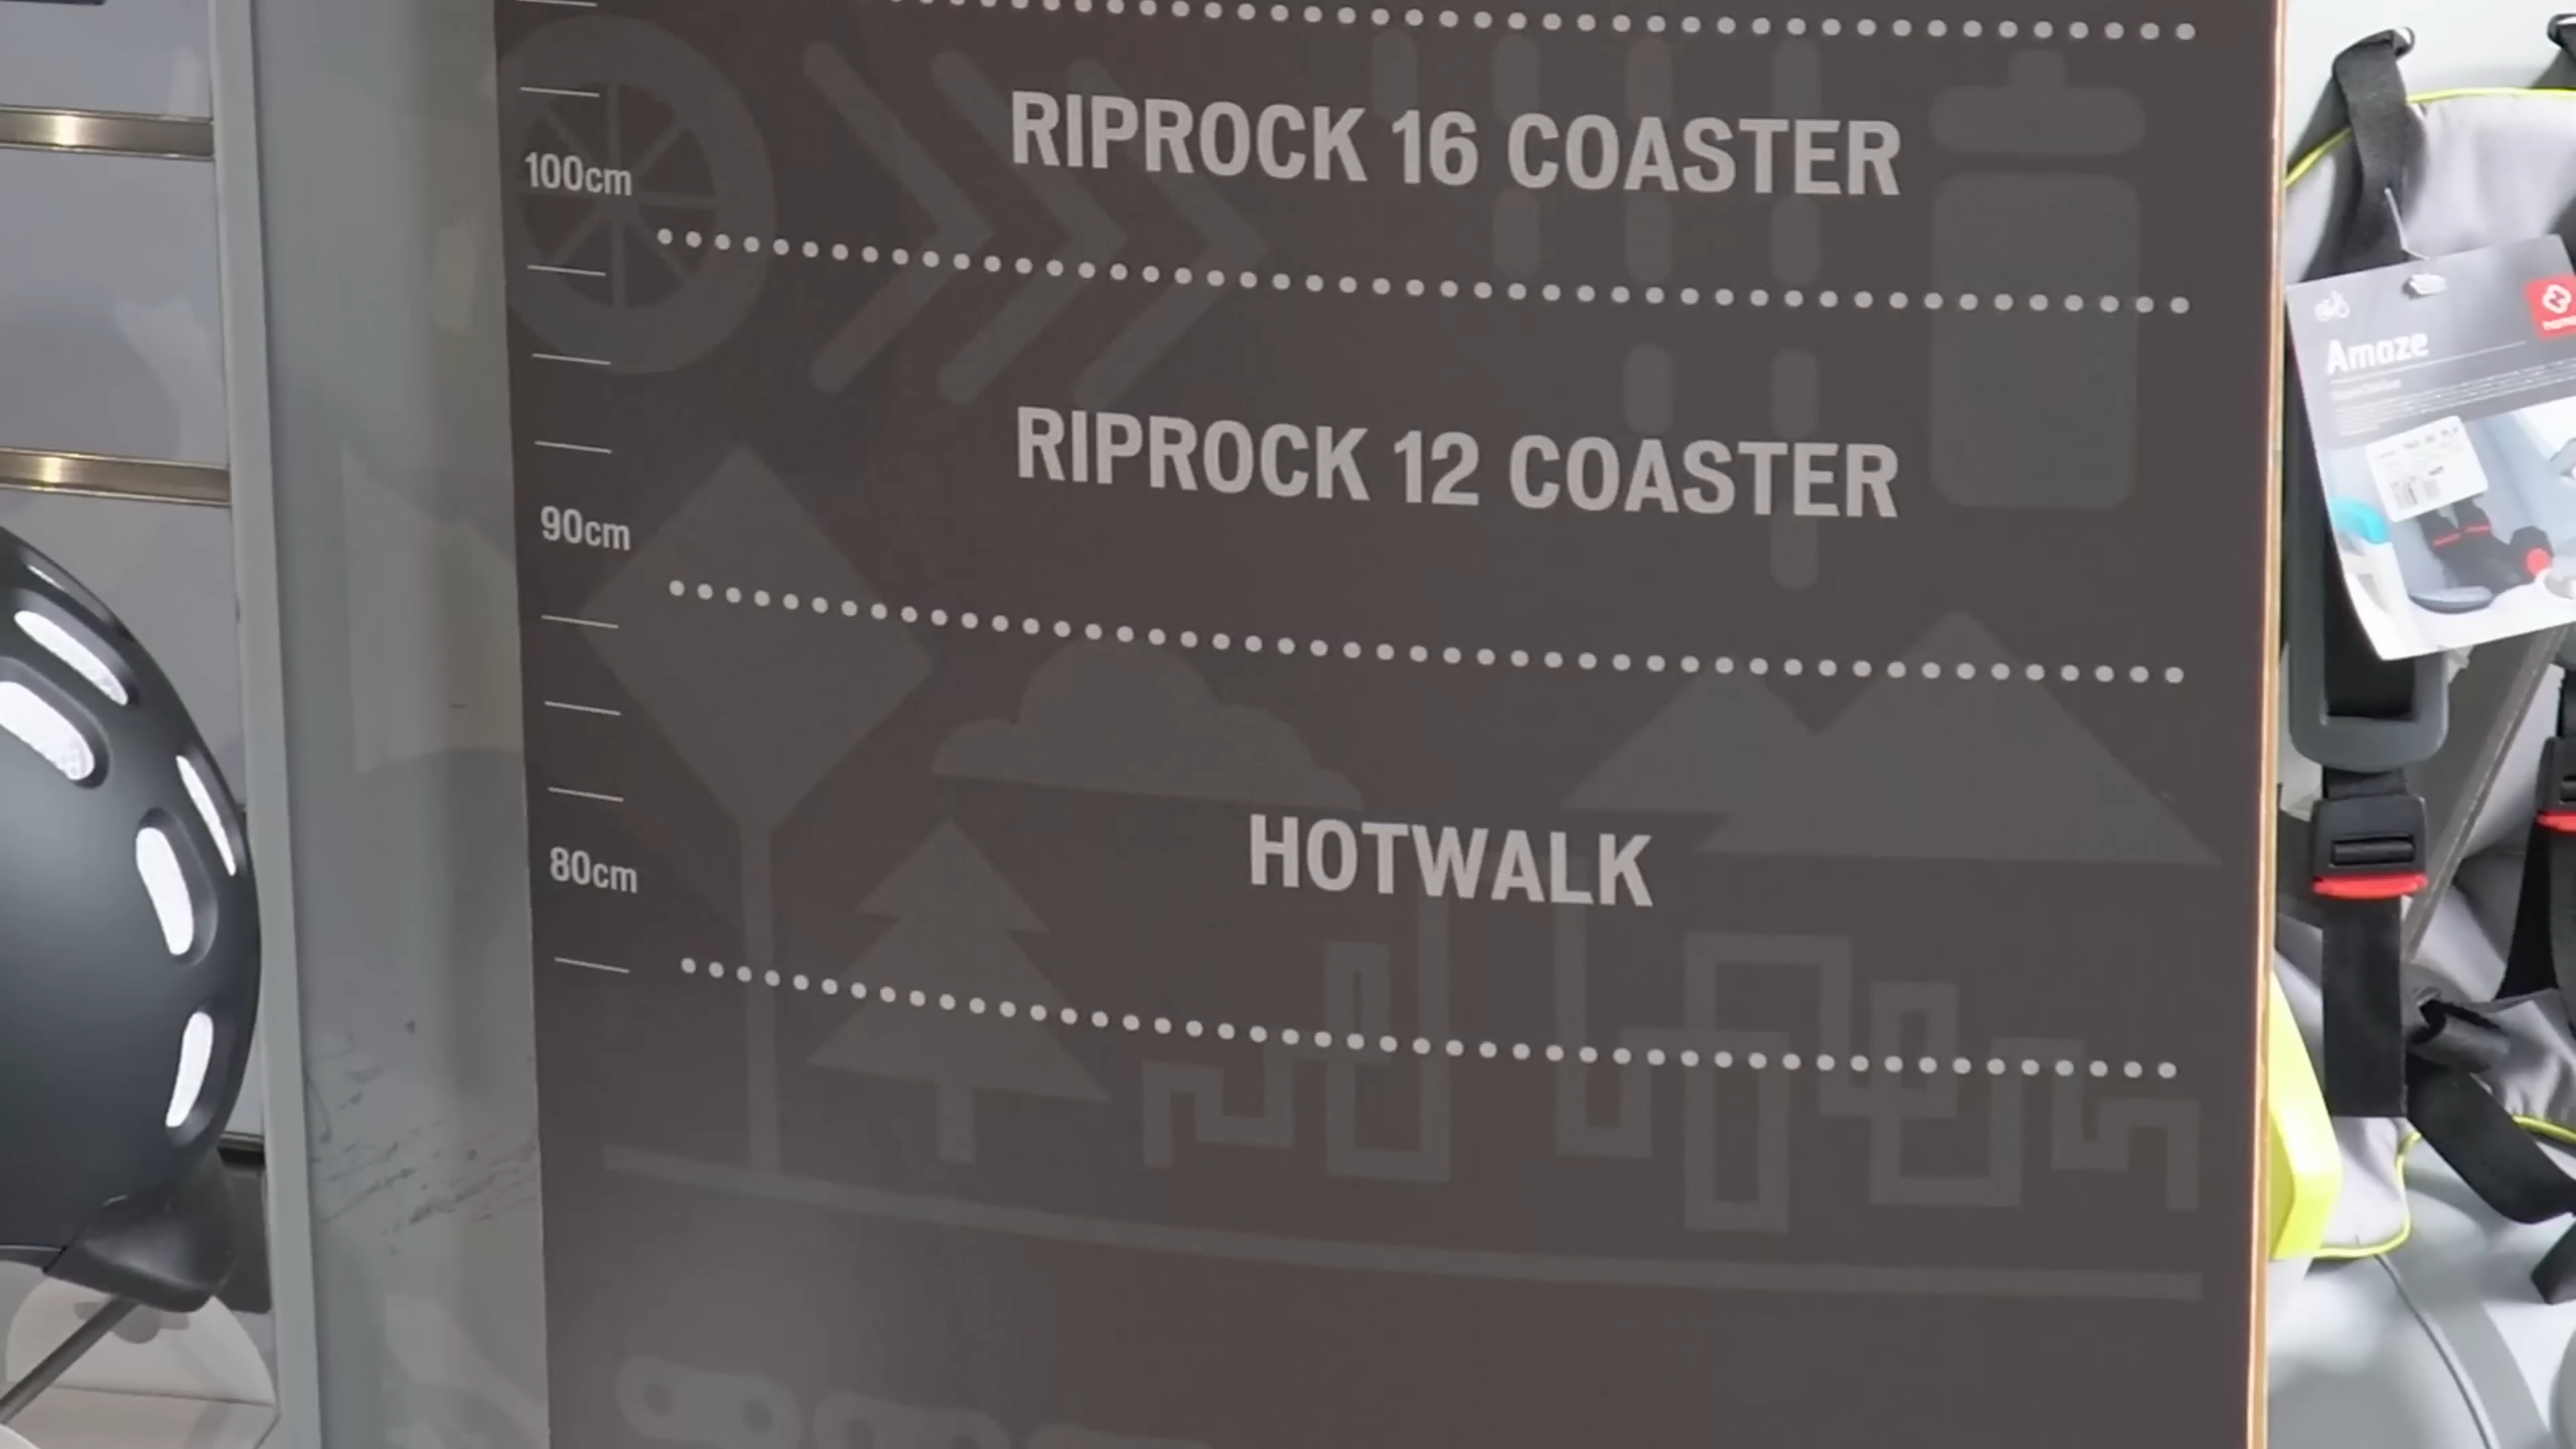 RIPROCK 16 COASTER
100cm
RIPROCK 12 COASTER
90cm
HOTWALK
80cm
Amaze